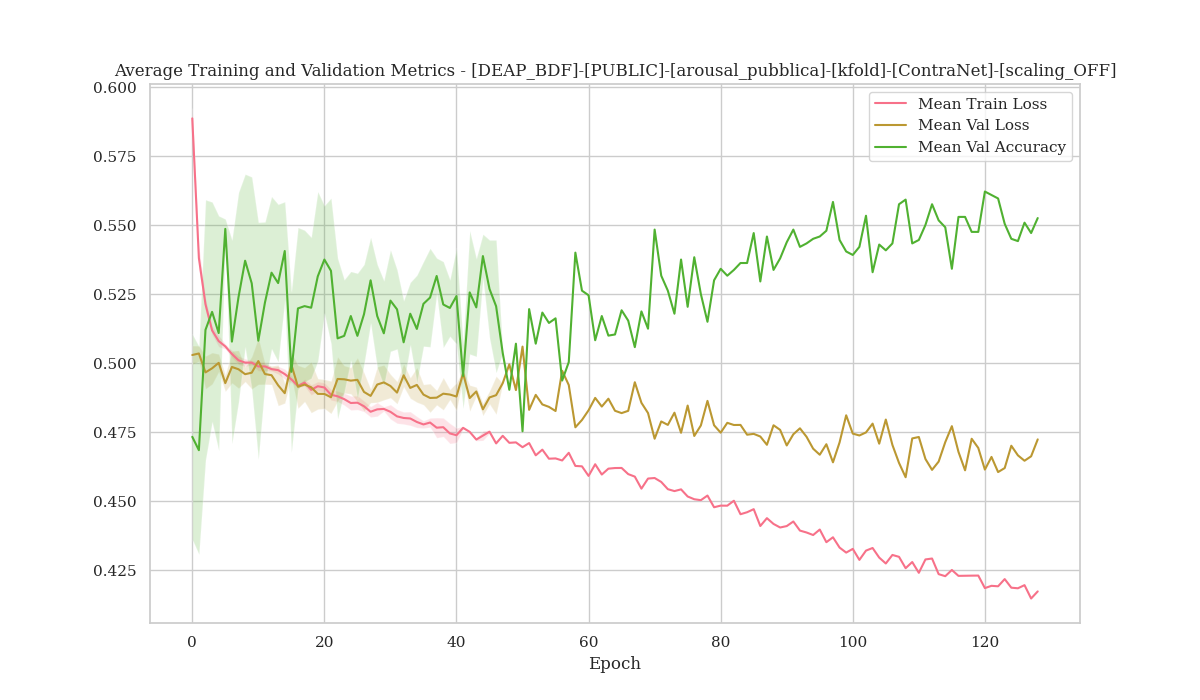 Average Training and Validation Metrics - [DEAP_BDF]-[PUBLIC]-[arousal_pubblica]-[kfold]-[ContraNet]-[scaling_OFF]
Mean Train Loss
Mean Val Loss
Mean Val Accuracy
0.600
0.575
0.550
0.525
0.500
0.475
0.450
0.425
0 20 40 60 80 100 120
Epoch